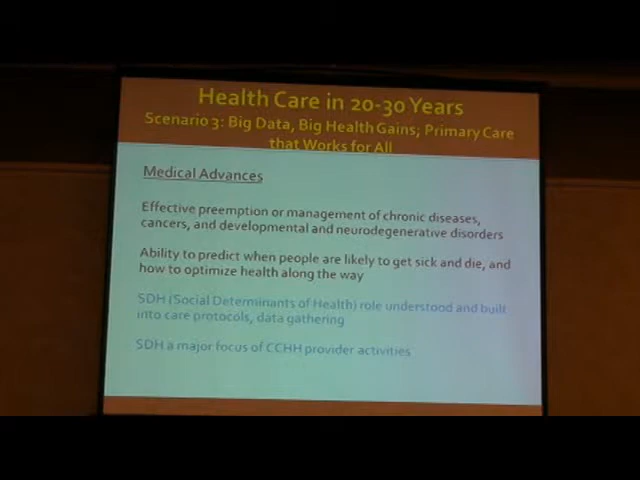 Health Care in 20-30 Years
Scenario 3: Big Data, Big Health Gains; Primary Care
that Works for All
Medical Advances
Effective preemption or management of chronic diseases,
cancers, and developmental and neurodegenerative disorders
Ability to predict when people are likely to get sick and die, and
how to optimize health along the way
SDH (Social Determinants of Health) role understood and built
into care protocols, data gathering
SDH a major focus of CCHH provider activities